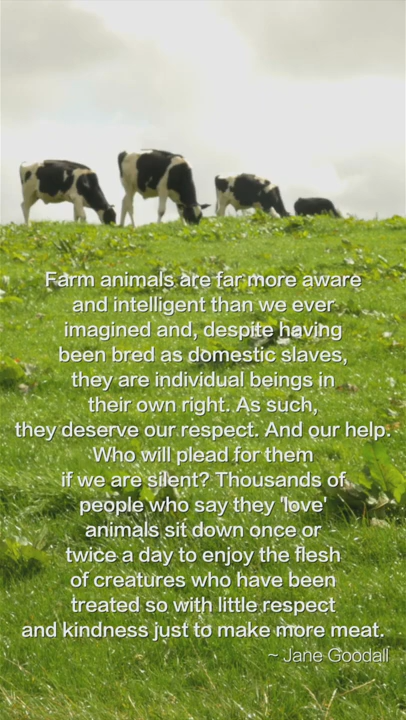 Farm animals are far more aware
and intelligent than we ever
imagined and, despite having
been bred as domestic slaves,
they are individual beings in
their own right. As such,
they deserve our respect. And our help.
Who will plead for them
if we are silent? Thousands of
people who say they 'love'
animals sit down once or
twice a day to enjoy the flesh
of creatures who have been
treated so with little respect
and kindness just to make more meat.
~ Jane Goodall